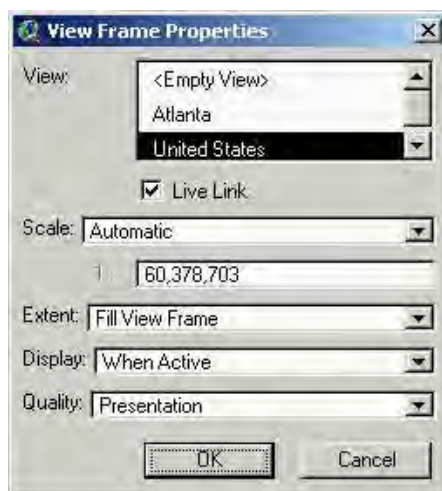 View Frame Properties
View:
<Empty View>
Atlanta
United States
Live Link
Scale: Automatic
1: 60,378,703
Extent: Fill View Frame
Display: When Active
Quality: Presentation
OK
Cancel